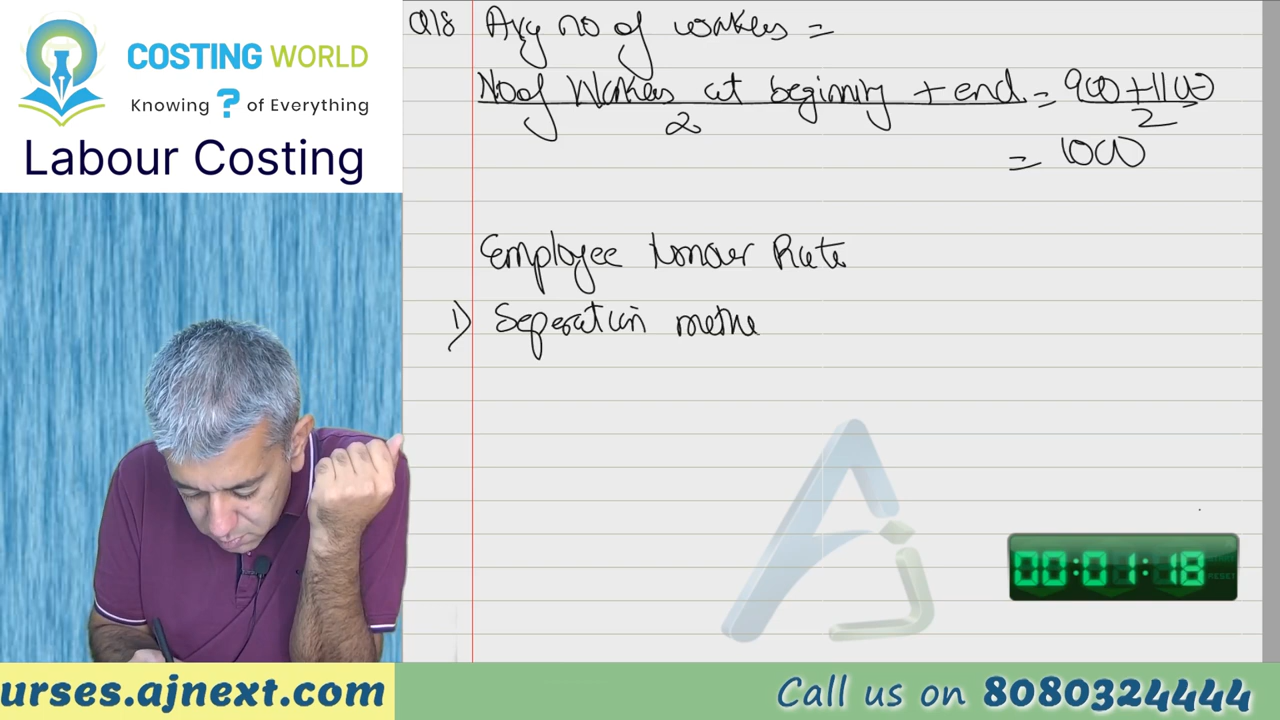 COSTING WORLD
Knowing ? of Everything
Labour Costing
Q18 Avg no of workers =
No of Workers at beginning + end = 900 + 1100
2 2
= 1000
Employee Turnover Rate
1) Seperation metho
00:01:18
RESET
urses.ajnext.com
Call us on 8080324444